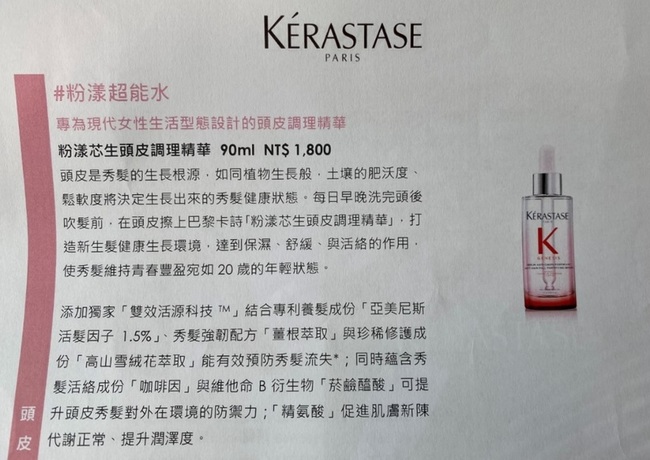 KÉRASTASE
PARIS
#粉漾超能水
專為現代女性生活型態設計的頭皮調理精華
粉漾芯生頭皮調理精華 90ml NT$ 1,800
頭皮是秀髮的生長根源，如同植物生長般，土壤的肥沃度、
鬆軟度將決定生長出來的秀髮健康狀態。每日早晚洗完頭後
吹髮前，在頭皮擦上巴黎卡詩「粉漾芯生頭皮調理精華」，打
造新生髮健康生長環境，達到保濕、舒緩、與活絡的作用，
使秀髮維持青春豐盈宛如 20 歲的年輕狀態。
添加獨家「雙效活源科技 ™」結合專利養髮成份「亞美尼斯
活髮因子 1.5%」、秀髮強韌配方「薑根萃取」與珍稀修護成
份「高山雪絨花萃取」能有效預防秀髮流失*；同時蘊含秀
髮活絡成份「咖啡因」與維他命 B 衍生物「菸鹼醯酸」可提
升頭皮秀髮對外在環境的防禦力；「精氨酸」促進肌膚新陳
代謝正常、提升潤澤度。
頭
皮
KÉRASTASE
K
GENESIS